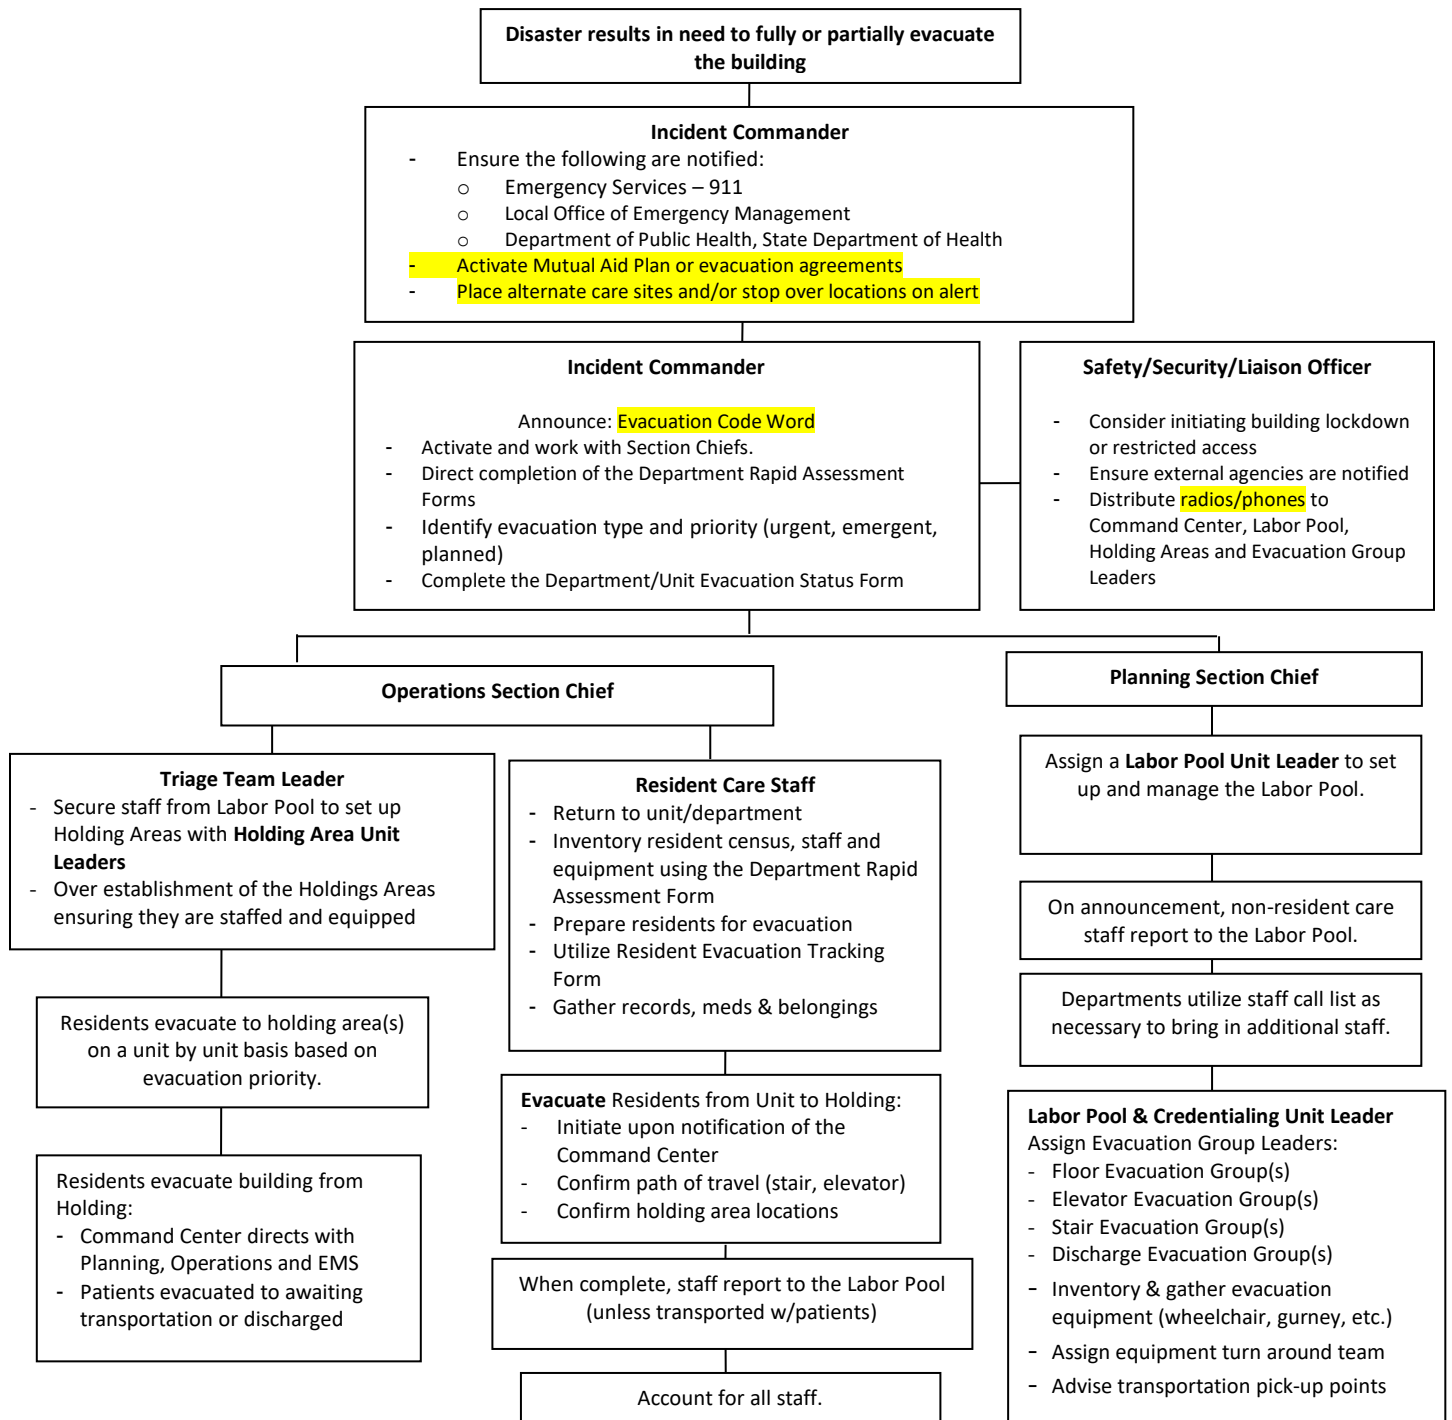 Disaster results in need to fully or partially evacuate
the building
Incident Commander
- Ensure the following are notified:
o Emergency Services – 911
o Local Office of Emergency Management
o Department of Public Health, State Department of Health
- Activate Mutual Aid Plan or evacuation agreements
- Place alternate care sites and/or stop over locations on alert
Incident Commander
Announce: Evacuation Code Word
- Activate and work with Section Chiefs.
- Direct completion of the Department Rapid Assessment
Forms
- Identify evacuation type and priority (urgent, emergent,
planned)
- Complete the Department/Unit Evacuation Status Form
Safety/Security/Liaison Officer
- Consider initiating building lockdown
or restricted access
- Ensure external agencies are notified
- Distribute radios/phones to
Command Center, Labor Pool,
Holding Areas and Evacuation Group
Leaders
Operations Section Chief
Planning Section Chief
Triage Team Leader
- Secure staff from Labor Pool to set up
Holding Areas with Holding Area Unit
Leaders
- Over establishment of the Holdings Areas
ensuring they are staffed and equipped
Residents evacuate to holding area(s)
on a unit by unit basis based on
evacuation priority.
Residents evacuate building from
Holding:
- Command Center directs with
Planning, Operations and EMS
- Patients evacuated to awaiting
transportation or discharged
Resident Care Staff
- Return to unit/department
- Inventory resident census, staff and
equipment using the Department Rapid
Assessment Form
- Prepare residents for evacuation
- Utilize Resident Evacuation Tracking
Form
- Gather records, meds & belongings
Evacuate Residents from Unit to Holding:
- Initiate upon notification of the
Command Center
- Confirm path of travel (stair, elevator)
- Confirm holding area locations
When complete, staff report to the Labor Pool
(unless transported w/patients)
Account for all staff.
Assign a Labor Pool Unit Leader to set
up and manage the Labor Pool.
On announcement, non-resident care
staff report to the Labor Pool.
Departments utilize staff call list as
necessary to bring in additional staff.
Labor Pool & Credentialing Unit Leader
Assign Evacuation Group Leaders:
- Floor Evacuation Group(s)
- Elevator Evacuation Group(s)
- Stair Evacuation Group(s)
- Discharge Evacuation Group(s)
- Inventory & gather evacuation
equipment (wheelchair, gurney, etc.)
- Assign equipment turn around team
- Advise transportation pick-up points